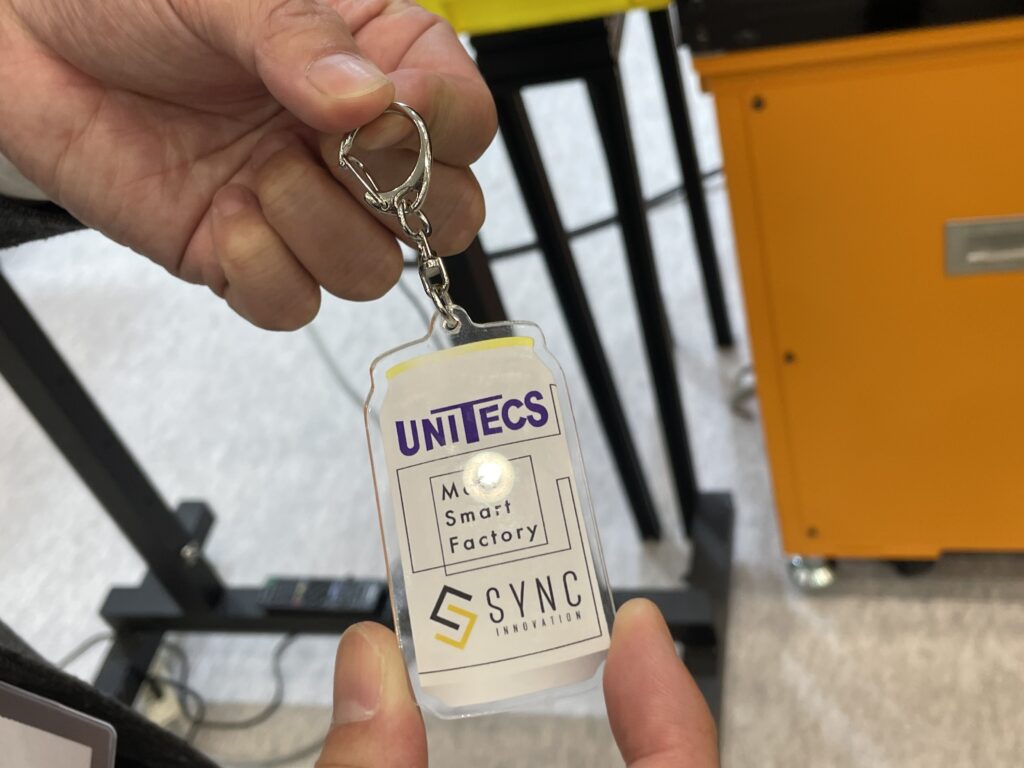 UNITECS
Smart
Factory
SYNC
INNOVATION